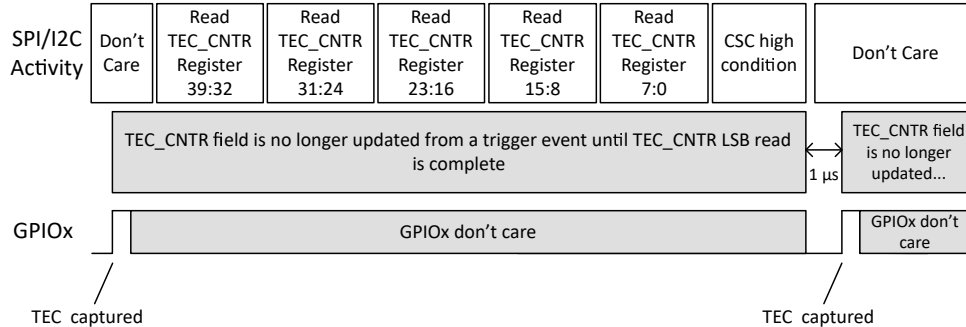 SPI/I2C
Activity
Don't
Care
Read
TEC_CNTR
Register
39:32
Read
TEC_CNTR
Register
31:24
Read
TEC_CNTR
Register
23:16
Read
TEC_CNTR
Register
15:8
Read
TEC_CNTR
Register
7:0
CSC high
condition
Don't Care
TEC_CNTR field is no longer updated from a trigger event until TEC_CNTR LSB read
is complete
1 µs
TEC_CNTR field
is no longer
updated...
GPIOx
GPIOx don't care
GPIOx don't
care
TEC captured
TEC captured